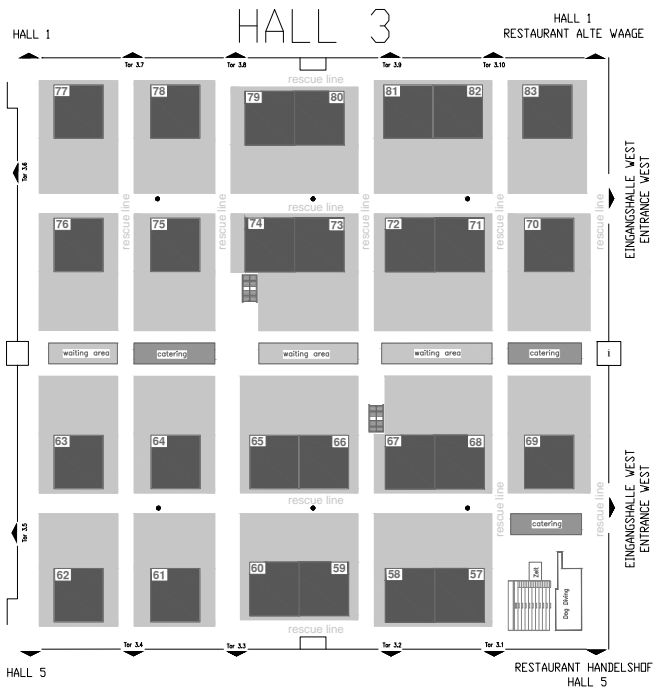 HALL 3
HALL 1
HALL 1
RESTAURANT ALTE WAAGE
Tor 3.7
Tor 3.8
Tor 3.9
Tor 3.10
rescue line
77
78
79
80
81
82
83
Tor 3.6
EINGANGSHALLE WEST
ENTRANCE WEST
rescue line
rescue line
rescue line
rescue line
rescue line
76
75
74
73
72
71
70
waiting area
catering
waiting area
waiting area
catering
i
63
64
65
66
67
68
69
rescue line
rescue line
rescue line
EINGANGSHALLE WEST
ENTRANCE WEST
Tor 3.5
catering
62
61
60
59
58
57
Zelt
Dog Diving
rescue line
Tor 3.4
Tor 3.3
Tor 3.2
Tor 3.1
HALL 5
RESTAURANT HANDELSHOF
HALL 5